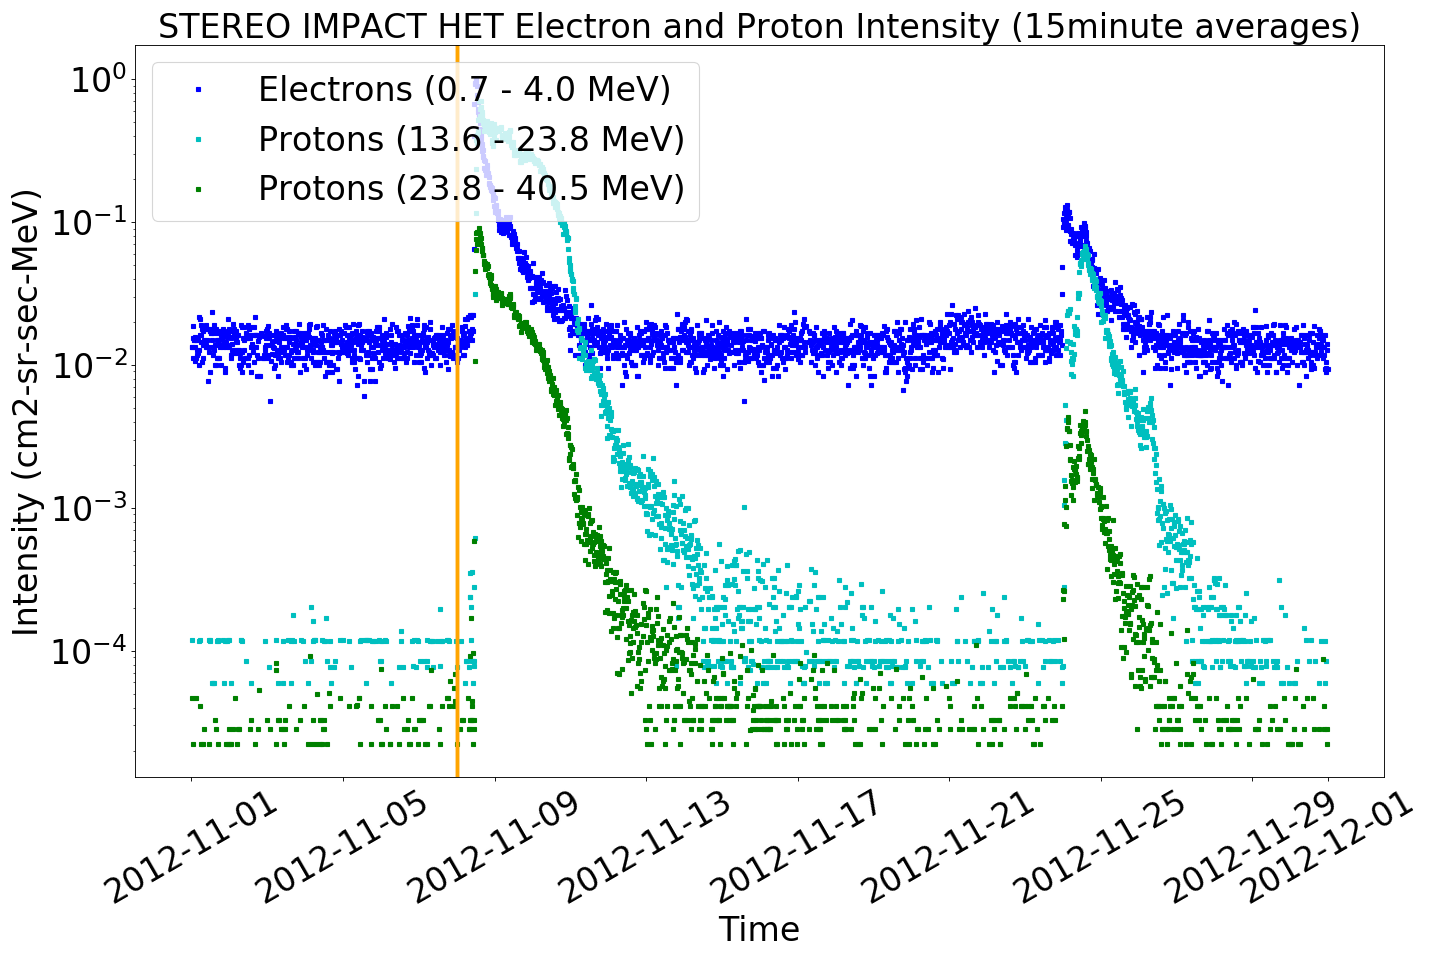 STEREO IMPACT HET Electron and Proton Intensity (15minute averages)
Electrons (0.7 - 4.0 MeV)
Protons (13.6 - 23.8 MeV)
Protons (23.8 - 40.5 MeV)
Intensity (cm2-sr-sec-MeV)
10⁰
10⁻¹
10⁻²
10⁻³
10⁻⁴
2012-11-01
2012-11-05
2012-11-09
2012-11-13
2012-11-17
2012-11-21
2012-11-25
2012-11-29
2012-12-01
Time